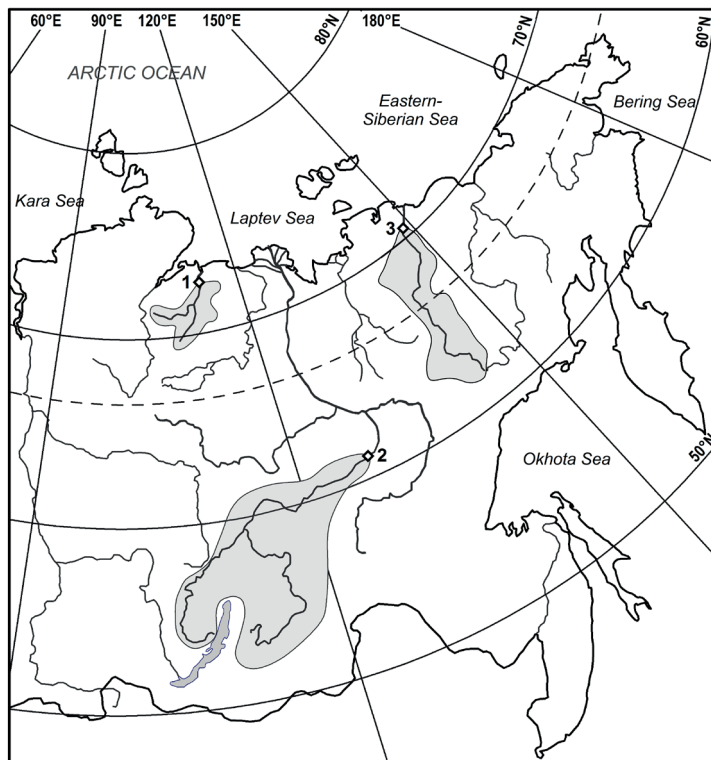 60°E 90°E 120°E 150°E 80°N 180°E 70°N 60°N
ARCTIC OCEAN
Eastern-
Siberian Sea
Bering Sea
Kara Sea
Laptev Sea
3
1
2
50°N
Okhota Sea